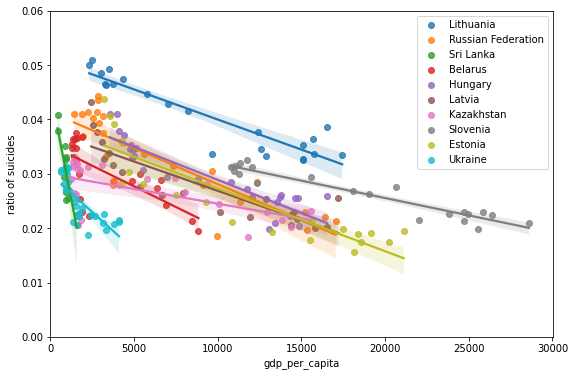 0.06
0.05
0.04
0.03
0.02
0.01
0.00
ratio of suicides
0
5000
10000
15000
20000
25000
30000
gdp_per_capita
Lithuania
Russian Federation
Sri Lanka
Belarus
Hungary
Latvia
Kazakhstan
Slovenia
Estonia
Ukraine